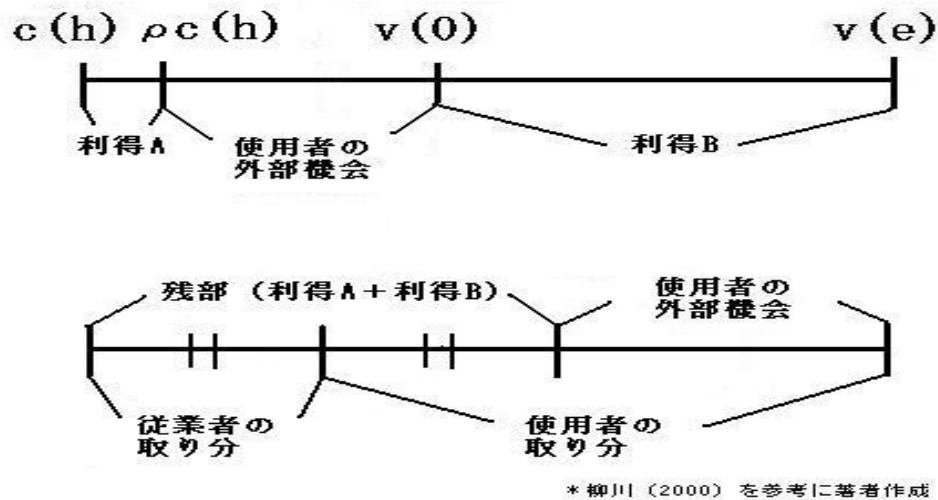 c(h) ρc(h) v(0) v(e)
利得A
使用者の
外部機会
利得B
残部（利得A＋利得B）
使用者の
外部機会
従業者の
取り分
使用者の
取り分
*柳川（2000）を参考に著者作成